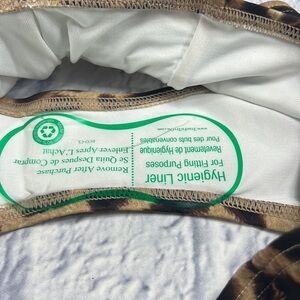 Hygienic Liner
For Fitting Purposes
Revetement de Hygienique
Pour des buts convenables
Remove After Purchase
Se Quita Despues de Comprar
Enlever Apres L'Achat